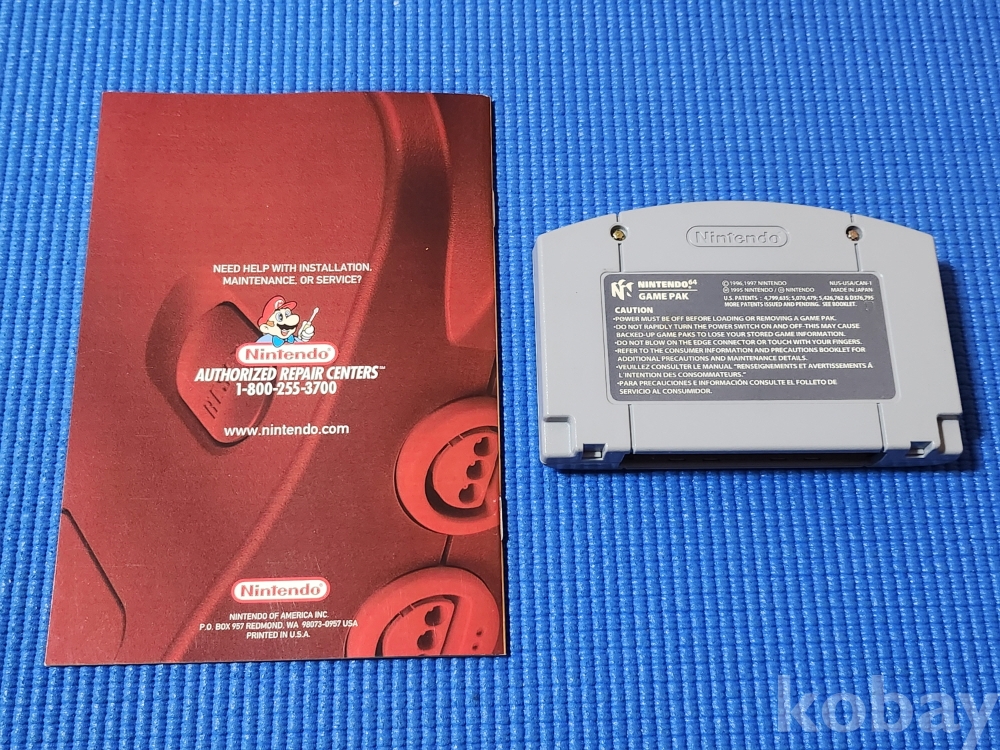 NEED HELP WITH INSTALLATION,
MAINTENANCE, OR SERVICE?
Nintendo®
AUTHORIZED REPAIR CENTERS℠
1-800-255-3700
www.nintendo.com
Nintendo®
NINTENDO OF AMERICA INC.
P.O. BOX 957 REDMOND, WA 98073-0957 USA
PRINTED IN U.S.A.
Nintendo
NINTENDO64
GAME PAK
©1996,1997 NINTENDO
©1995 NINTENDO / NINTENDO
NUS-USA/CAN-1
MADE IN JAPAN
U.S. PATENTS : 4,799,635; 5,070,479; 5,426,762 & D376,795
MORE PATENTS ISSUED AND PENDING. SEE BOOKLET.
CAUTION
•POWER MUST BE OFF BEFORE LOADING OR REMOVING A GAME PAK.
•DO NOT RAPIDLY TURN THE POWER SWITCH ON AND OFF-THIS MAY CAUSE
BACKED-UP GAME PAKS TO LOSE YOUR STORED GAME INFORMATION.
•DO NOT BLOW ON THE EDGE CONNECTOR OR TOUCH WITH YOUR FINGERS.
•REFER TO THE CONSUMER INFORMATION AND PRECAUTIONS BOOKLET FOR
ADDITIONAL PRECAUTIONS AND MAINTENANCE DETAILS.
•VEUILLEZ CONSULTER LE MANUAL "RENSEIGNEMENTS ET AVERTISSEMENTS À
L'INTENTION DES CONSOMMATEURS."
•PARA PRECAUCIONES E INFORMACIÓN CONSULTE EL FOLLETO DE
SERVICIO AL CONSUMIDOR.
kobay